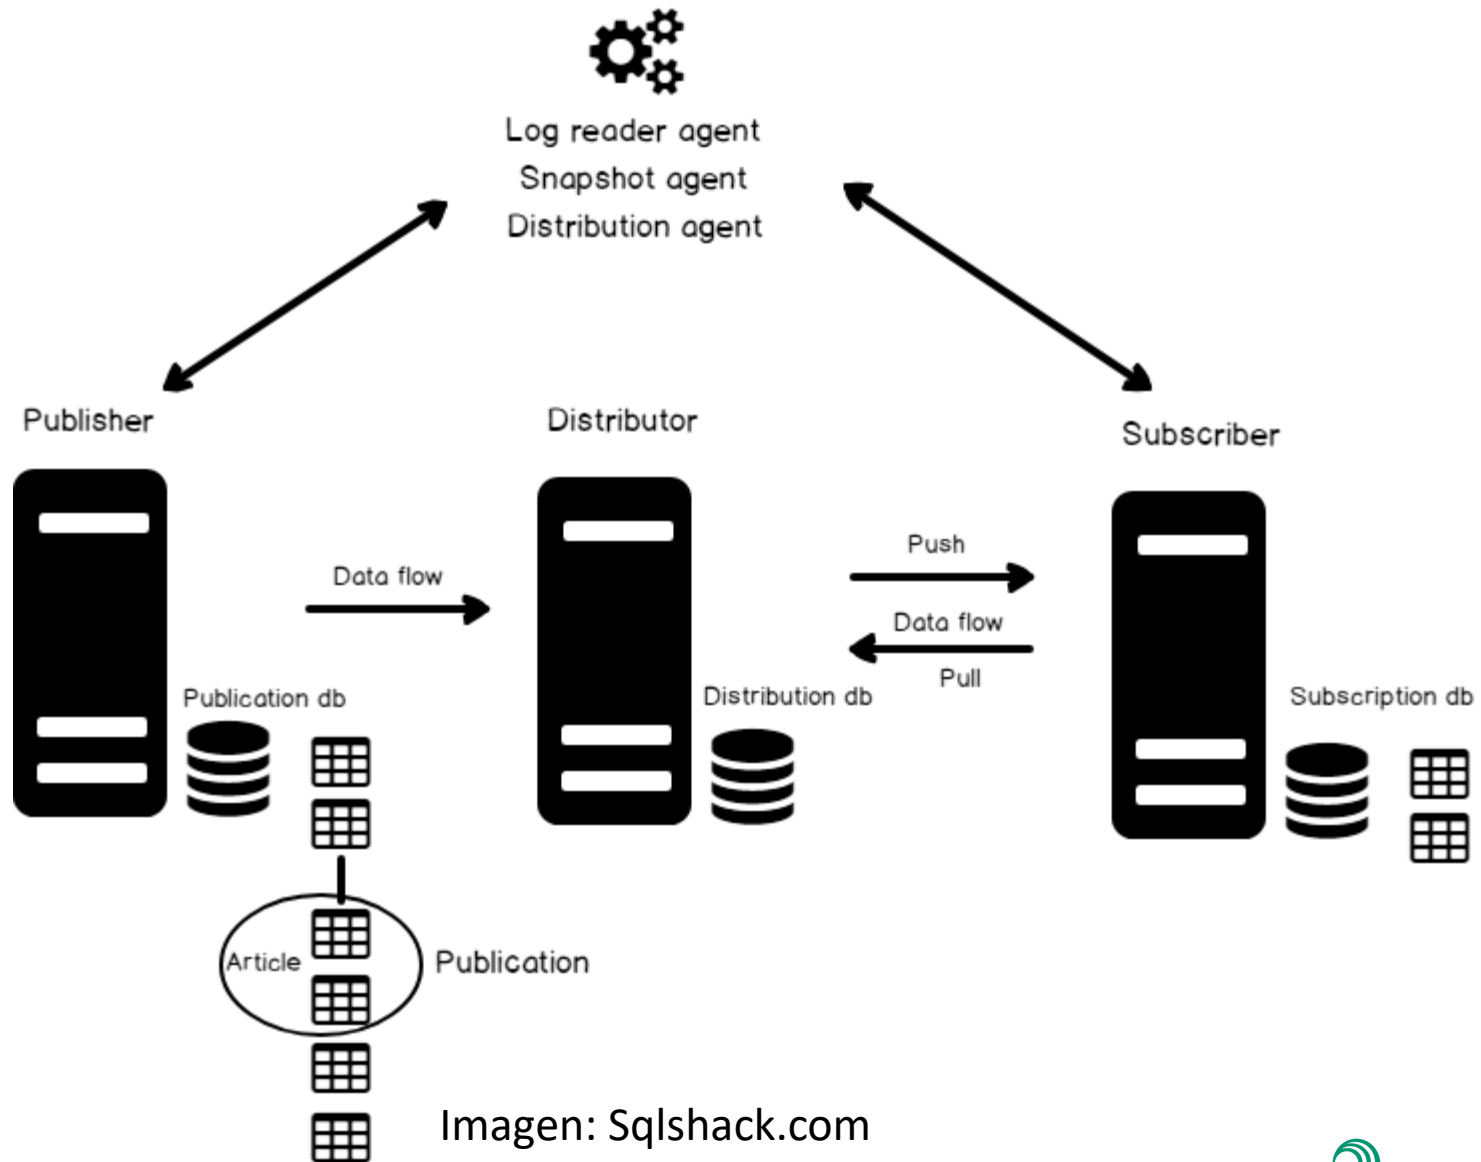 Log reader agent
Snapshot agent
Distribution agent
Publisher
Distributor
Subscriber
Data flow
Push
Data flow
Pull
Publication db
Distribution db
Subscription db
Article
Publication
Imagen: Sqlshack.com